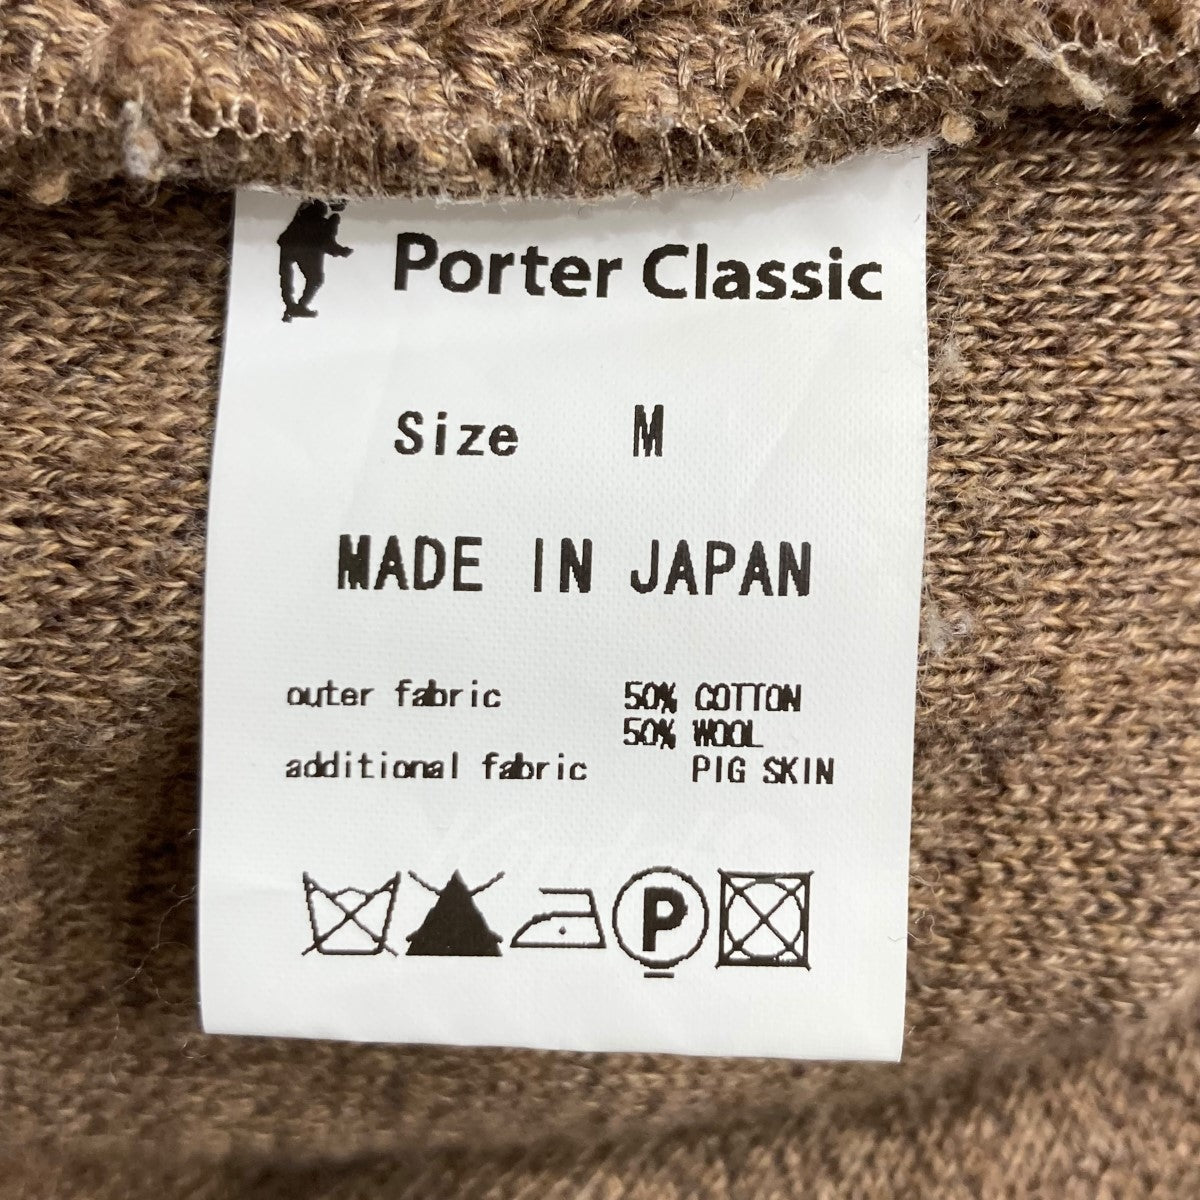 Porter Classic
Size M
MADE IN JAPAN
outer fabric 50% COTTON
50% WOOL
additional fabric PIG SKIN
P